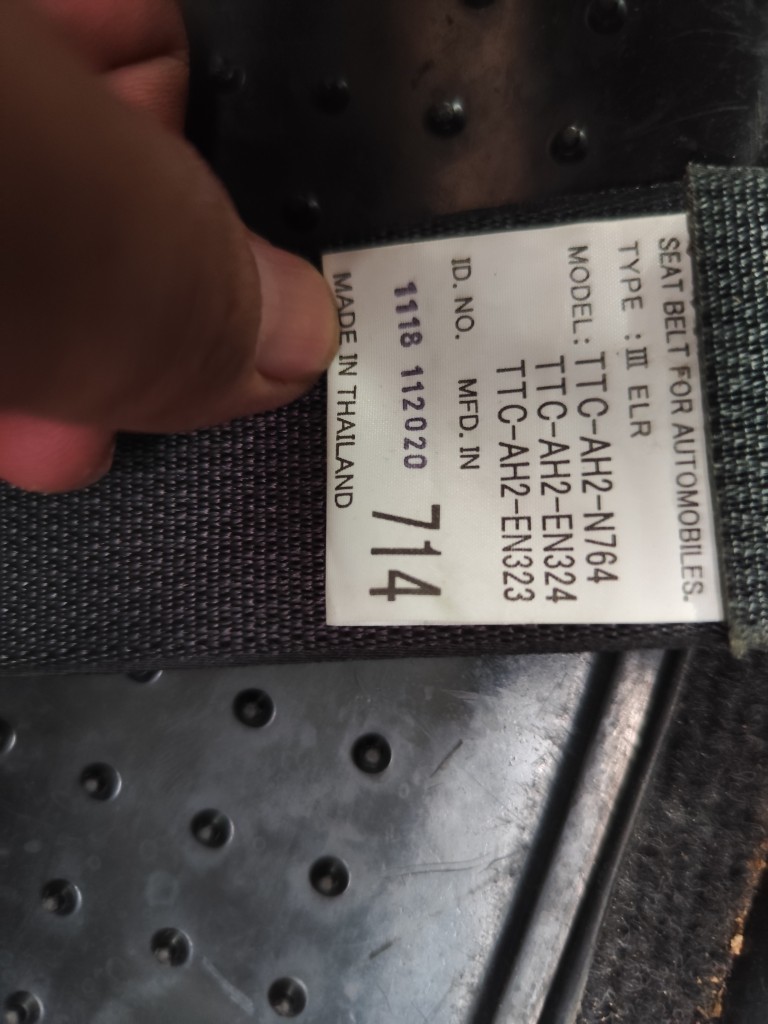 SEAT BELT FOR AUTOMOBILES.
TYPE : III ELR
MODEL: TTC-AH2-N764
TTC-AH2-EN324
TTC-AH2-EN323
ID. NO. MFD. IN
1118 112020 714
MADE IN THAILAND